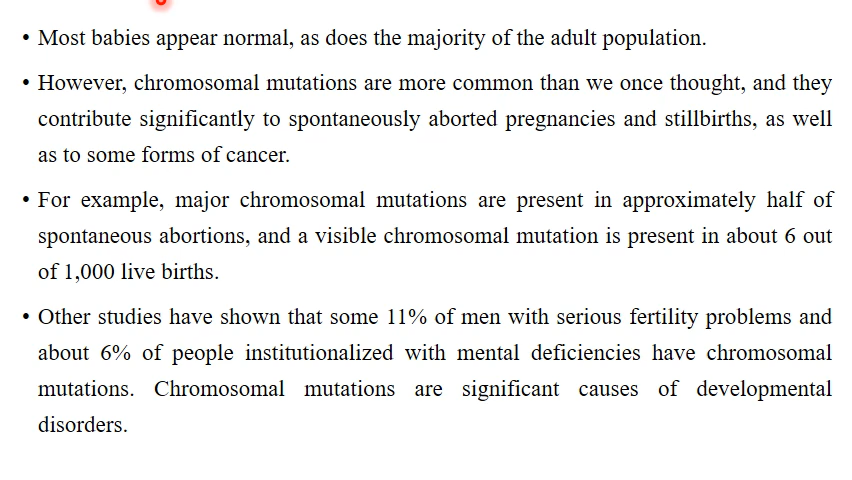 • Most babies appear normal, as does the majority of the adult population.
• However, chromosomal mutations are more common than we once thought, and they
contribute significantly to spontaneously aborted pregnancies and stillbirths, as well
as to some forms of cancer.
• For example, major chromosomal mutations are present in approximately half of
spontaneous abortions, and a visible chromosomal mutation is present in about 6 out
of 1,000 live births.
• Other studies have shown that some 11% of men with serious fertility problems and
about 6% of people institutionalized with mental deficiencies have chromosomal
mutations. Chromosomal mutations are significant causes of developmental
disorders.